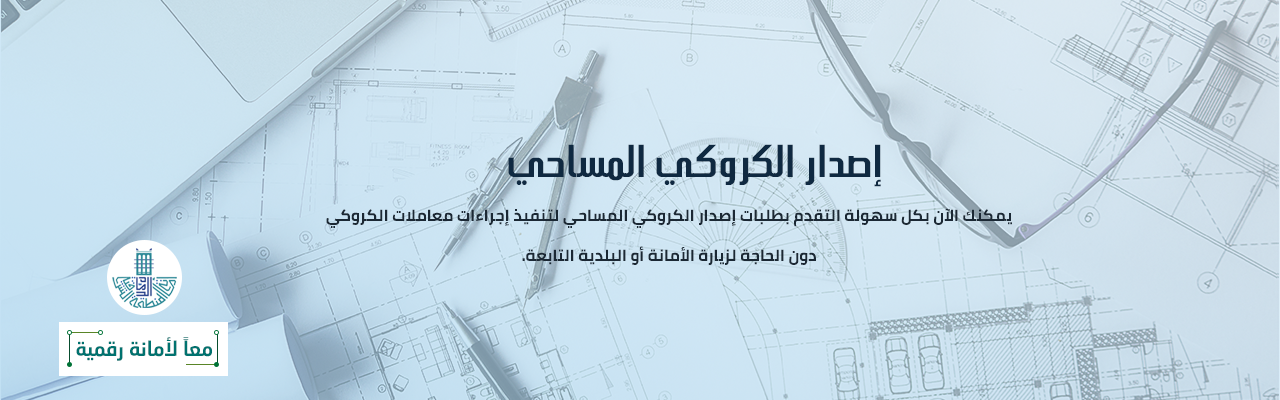 إصدار الكروكي المساحي
يمكنك الآن بكل سهولة التقدم بطلبات إصدار الكروكي المساحي لتنفيذ إجراءات معاملات الكروكي
دون الحاجة لزيارة الأمانة أو البلدية التابعة.
معاً لأمانة رقمية